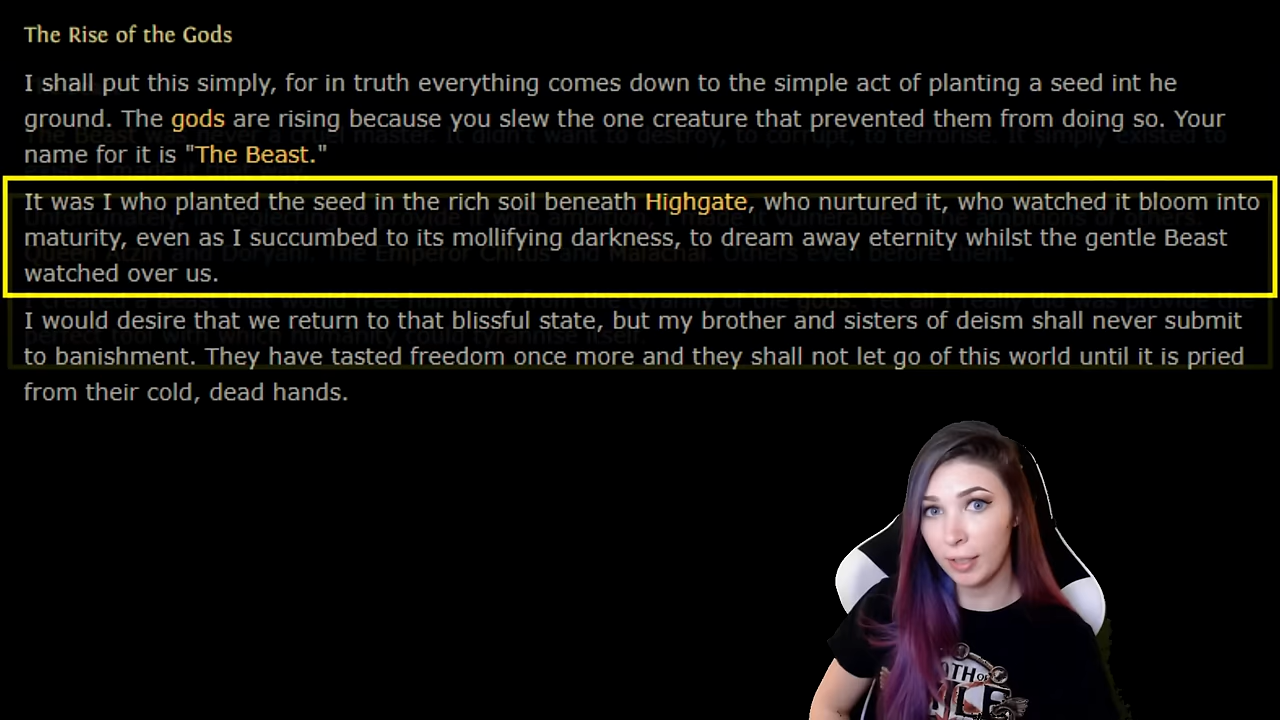 The Rise of the Gods
I shall put this simply, for in truth everything comes down to the simple act of planting a seed int he
ground. The gods are rising because you slew the one creature that prevented them from doing so. Your
name for it is "The Beast."
It was I who planted the seed in the rich soil beneath Highgate, who nurtured it, who watched it bloom into
maturity, even as I succumbed to its mollifying darkness, to dream away eternity whilst the gentle Beast
watched over us.
I would desire that we return to that blissful state, but my brother and sisters of deism shall never submit
to banishment. They have tasted freedom once more and they shall not let go of this world until it is pried
from their cold, dead hands.